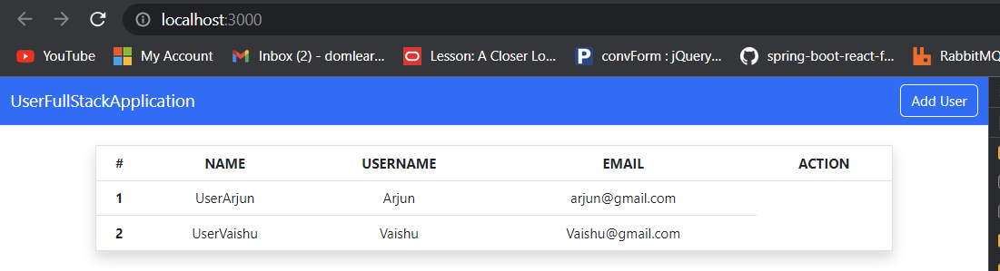 localhost:3000
YouTube My Account Inbox (2) - domlear... Lesson: A Closer Lo... convForm : jQuery... spring-boot-react-f... RabbitMQ
UserFullStackApplication Add User
# NAME USERNAME EMAIL ACTION
1 UserArjun Arjun arjun@gmail.com
2 UserVaishu Vaishu Vaishu@gmail.com